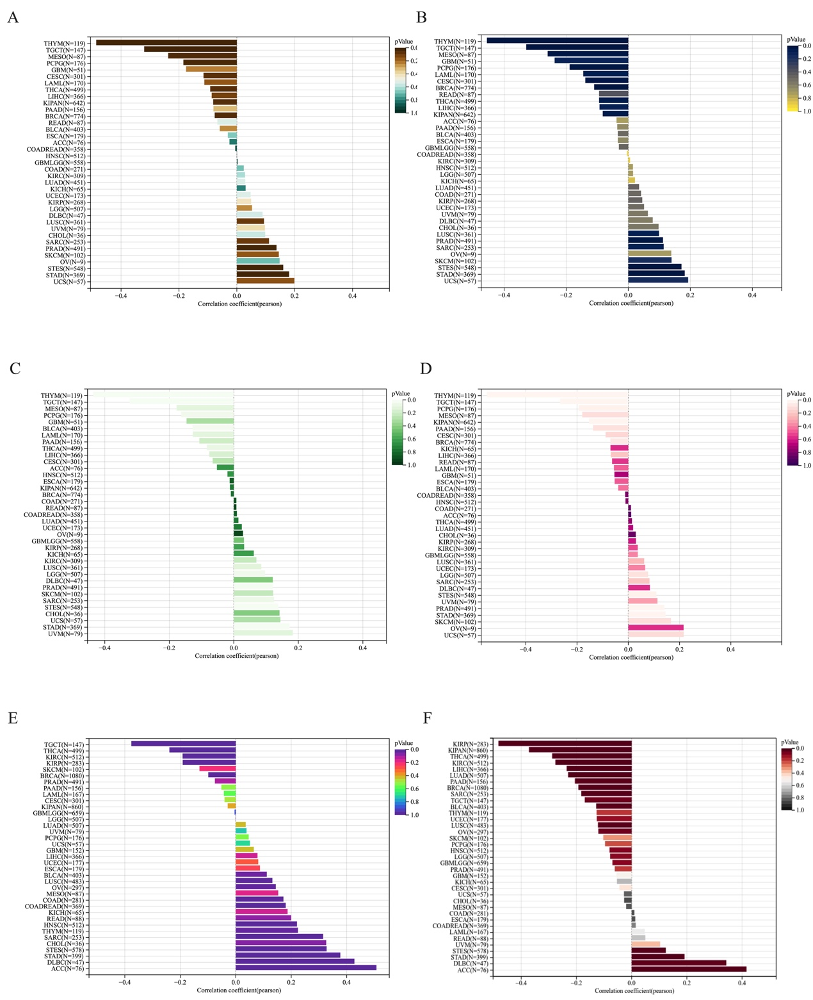 A
THYM(N=119)
TGCT(N=147)
MESO(N=87)
PCPG(N=176)
GBM(N=51)
CESC(N=301)
LAML(N=170)
THCA(N=499)
LIHC(N=366)
KIPAN(N=642)
PAAD(N=156)
BRCA(N=774)
READ(N=87)
BLCA(N=403)
ESCA(N=179)
ACC(N=76)
COADREAD(N=358)
HNSC(N=512)
GBMLGG(N=558)
COAD(N=271)
KIRC(N=309)
LUAD(N=451)
KICH(N=65)
UCEC(N=173)
KIRP(N=268)
LGG(N=507)
DLBC(N=47)
LUSC(N=361)
UVM(N=79)
CHOL(N=36)
SARC(N=253)
PRAD(N=491)
SKCM(N=102)
OV(N=9)
STES(N=548)
STAD(N=369)
UCS(N=57)
−0.4 −0.2 0.0 0.2 0.4
Correlation coefficient(pearson)
pValue
B
THYM(N=119)
TGCT(N=147)
MESO(N=87)
GBM(N=51)
PCPG(N=176)
LAML(N=170)
CESC(N=301)
BRCA(N=774)
READ(N=87)
THCA(N=499)
LIHC(N=366)
KIPAN(N=642)
ACC(N=76)
PAAD(N=156)
BLCA(N=403)
ESCA(N=179)
GBMLGG(N=558)
COADREAD(N=358)
KIRC(N=309)
HNSC(N=512)
LGG(N=507)
KICH(N=65)
LUAD(N=451)
COAD(N=271)
KIRP(N=268)
UCEC(N=173)
UVM(N=79)
DLBC(N=47)
CHOL(N=36)
LUSC(N=361)
PRAD(N=491)
SARC(N=253)
OV(N=9)
SKCM(N=102)
STES(N=548)
STAD(N=369)
UCS(N=57)
−0.4 −0.2 0.0 0.2 0.4
Correlation coefficient(pearson)
pValue
0.0
0.2
0.4
0.6
0.8
1.0
C
THYM(N=119)
TGCT(N=147)
MESO(N=87)
PCPG(N=176)
GBM(N=51)
BLCA(N=403)
LAML(N=170)
PAAD(N=156)
THCA(N=499)
LIHC(N=366)
CESC(N=301)
ACC(N=76)
HNSC(N=512)
ESCA(N=179)
KIPAN(N=642)
BRCA(N=774)
COAD(N=271)
READ(N=87)
COADREAD(N=358)
LUAD(N=451)
UCEC(N=173)
OV(N=9)
GBMLGG(N=558)
KIRP(N=268)
KICH(N=65)
KIRC(N=309)
LUSC(N=361)
LGG(N=507)
DLBC(N=47)
PRAD(N=491)
SKCM(N=102)
SARC(N=253)
STES(N=548)
CHOL(N=36)
UCS(N=57)
STAD(N=369)
UVM(N=79)
−0.4 −0.2 0.0 0.2 0.4
Correlation coefficient(pearson)
pValue
0.0
0.2
0.4
0.6
0.8
1.0
D
THYM(N=119)
TGCT(N=147)
PCPG(N=176)
MESO(N=87)
KIPAN(N=642)
PAAD(N=156)
CESC(N=301)
BRCA(N=774)
KICH(N=65)
LIHC(N=366)
READ(N=87)
LAML(N=170)
GBM(N=51)
ESCA(N=179)
BLCA(N=403)
COADREAD(N=358)
HNSC(N=512)
COAD(N=271)
ACC(N=76)
THCA(N=499)
LUAD(N=451)
CHOL(N=36)
KIRP(N=268)
KIRC(N=309)
GBMLGG(N=558)
LUSC(N=361)
UCEC(N=173)
LGG(N=507)
SARC(N=253)
DLBC(N=47)
STES(N=548)
UVM(N=79)
PRAD(N=491)
STAD(N=369)
SKCM(N=102)
OV(N=9)
UCS(N=57)
−0.4 −0.2 0.0 0.2 0.4
Correlation coefficient(pearson)
pValue
0.0
0.2
0.4
0.6
0.8
1.0
E
TGCT(N=147)
THCA(N=499)
KIRC(N=512)
KIRP(N=283)
SKCM(N=102)
BRCA(N=1080)
PRAD(N=491)
PAAD(N=156)
LAML(N=167)
CESC(N=301)
KIPAN(N=860)
GBMLGG(N=659)
LGG(N=507)
LUAD(N=507)
UVM(N=79)
PCPG(N=176)
UCS(N=57)
GBM(N=152)
LIHC(N=366)
UCEC(N=177)
ESCA(N=179)
BLCA(N=403)
LUSC(N=483)
OV(N=297)
MESO(N=87)
COAD(N=281)
COADREAD(N=369)
KICH(N=65)
READ(N=88)
HNSC(N=512)
THYM(N=119)
SARC(N=253)
CHOL(N=36)
STES(N=578)
STAD(N=399)
DLBC(N=47)
ACC(N=76)
−0.4 −0.2 0.0 0.2 0.4
Correlation coefficient(pearson)
pValue
0.0
0.2
0.4
0.6
0.8
1.0
F
KIRP(N=283)
KIPAN(N=860)
THCA(N=499)
KIRC(N=512)
LIHC(N=366)
LUAD(N=507)
PAAD(N=156)
BRCA(N=1080)
SARC(N=253)
TGCT(N=147)
BLCA(N=403)
THYM(N=119)
UCEC(N=177)
LUSC(N=483)
OV(N=297)
SKCM(N=102)
PCPG(N=176)
HNSC(N=512)
LGG(N=507)
GBMLGG(N=659)
PRAD(N=491)
GBM(N=152)
KICH(N=65)
CESC(N=301)
UCS(N=57)
CHOL(N=36)
MESO(N=87)
COAD(N=281)
ESCA(N=179)
COADREAD(N=369)
LAML(N=167)
READ(N=88)
UVM(N=79)
STES(N=578)
STAD(N=399)
DLBC(N=47)
ACC(N=76)
−0.4 −0.2 0.0 0.2 0.4
Correlation coefficient(pearson)
pValue
0.0
0.2
0.4
0.6
0.8
1.0